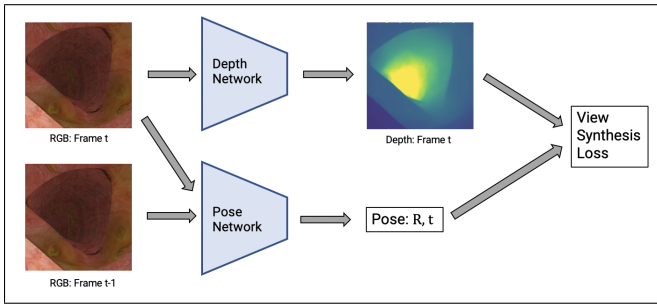 Depth
Network
RGB: Frame t
Depth: Frame t
View
Synthesis
Loss
Pose
Network
Pose: R, t
RGB: Frame t-1